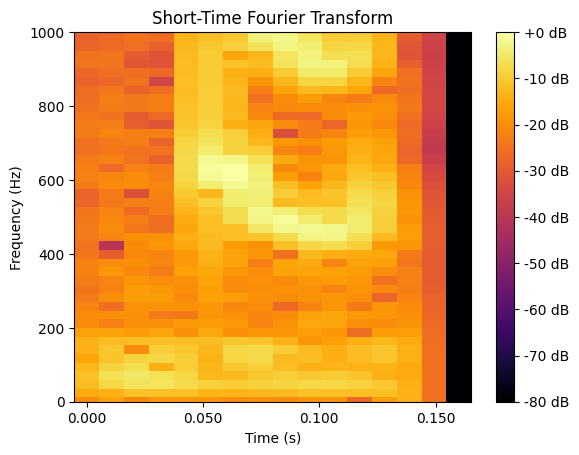 Short-Time Fourier Transform
Frequency (Hz)
1000
800
600
400
200
0
0.000
0.050
0.100
0.150
Time (s)
+0 dB
-10 dB
-20 dB
-30 dB
-40 dB
-50 dB
-60 dB
-70 dB
-80 dB